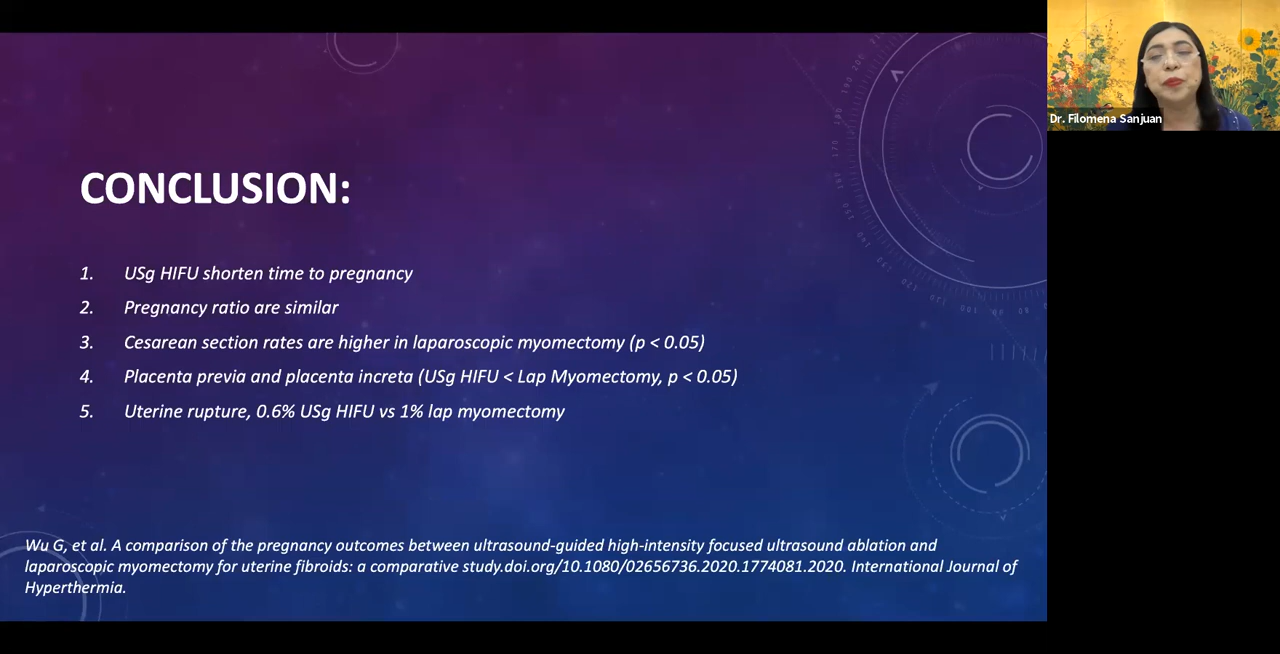 Dr. Filomena Sanjuan
CONCLUSION:
1. USg HIFU shorten time to pregnancy
2. Pregnancy ratio are similar
3. Cesarean section rates are higher in laparoscopic myomectomy (p < 0.05)
4. Placenta previa and placenta increta (USg HIFU < Lap Myomectomy, p < 0.05)
5. Uterine rupture, 0.6% USg HIFU vs 1% lap myomectomy
Wu G, et al. A comparison of the pregnancy outcomes between ultrasound-guided high-intensity focused ultrasound ablation and
laparoscopic myomectomy for uterine fibroids: a comparative study.doi.org/10.1080/02656736.2020.1774081.2020. International Journal of
Hyperthermia.